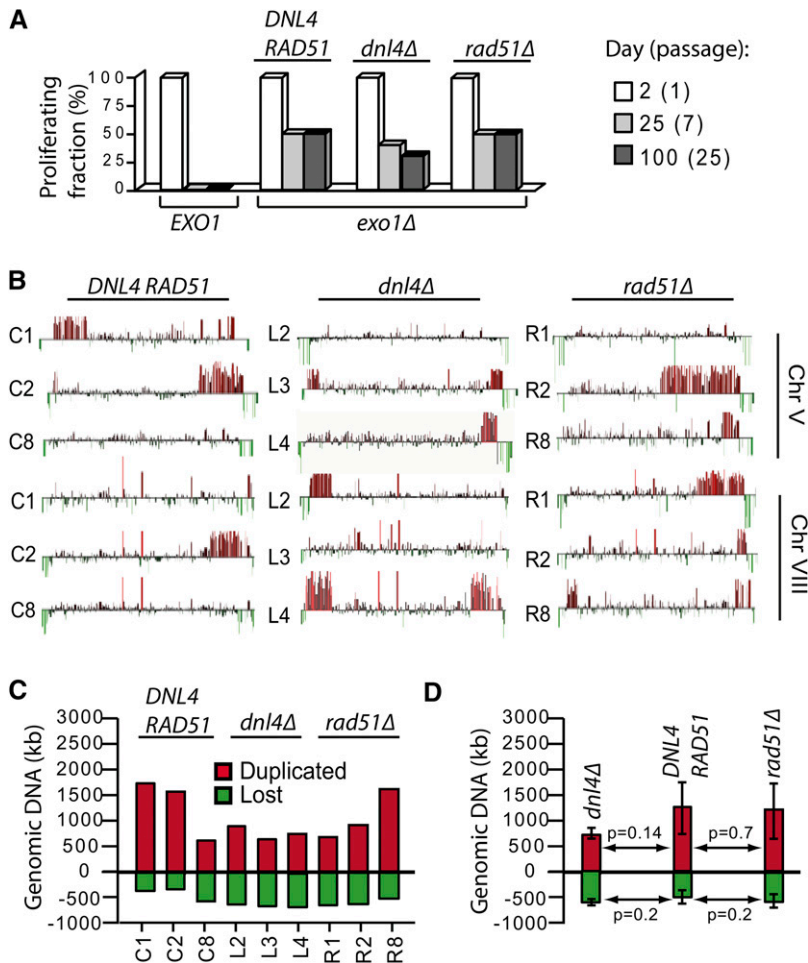 A
DNL4
RAD51
dnl4Δ
rad51Δ
Day (passage):
Proliferating
fraction (%)
100
50
25
0
2 (1)
25 (7)
100 (25)
EXO1
exo1Δ
B
DNL4 RAD51
dnl4Δ
rad51Δ
C1
L2
R1
C2
L3
R2
C8
L4
R8
Chr V
C1
L2
R1
C2
L3
R2
C8
L4
R8
Chr VIII
C
DNL4
RAD51
dnl4Δ
rad51Δ
Genomic DNA (kb)
3000
2500
2000
1500
1000
500
0
-500
-1000
Duplicated
Lost
C1
C2
C8
L2
L3
L4
R1
R2
R8
D
Genomic DNA (kb)
3000
2500
2000
1500
1000
500
0
-500
-1000
dnl4Δ
DNL4
RAD51
rad51Δ
p=0.14
p=0.7
p=0.2
p=0.2